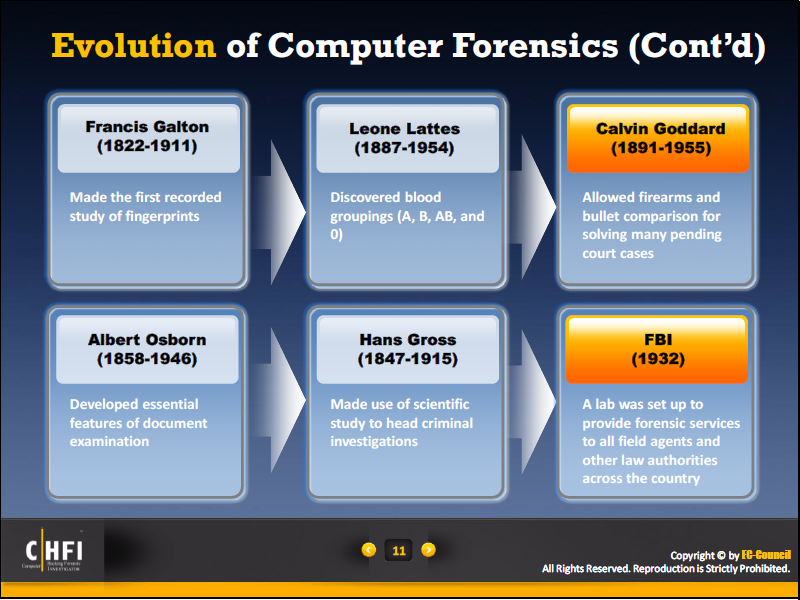 Evolution of Computer Forensics (Cont’d)
Francis Galton
(1822-1911)
Made the first recorded
study of fingerprints
Leone Lattes
(1887-1954)
Discovered blood
groupings (A, B, AB, and
0)
Calvin Goddard
(1891-1955)
Allowed firearms and
bullet comparison for
solving many pending
court cases
Albert Osborn
(1858-1946)
Developed essential
features of document
examination
Hans Gross
(1847-1915)
Made use of scientific
study to head criminal
investigations
FBI
(1932)
A lab was set up to
provide forensic services
to all field agents and
other law authorities
across the country
CHFI
Computer Hacking Forensic
INVESTIGATOR
11
Copyright © by EC-Council
All Rights Reserved. Reproduction is Strictly Prohibited.